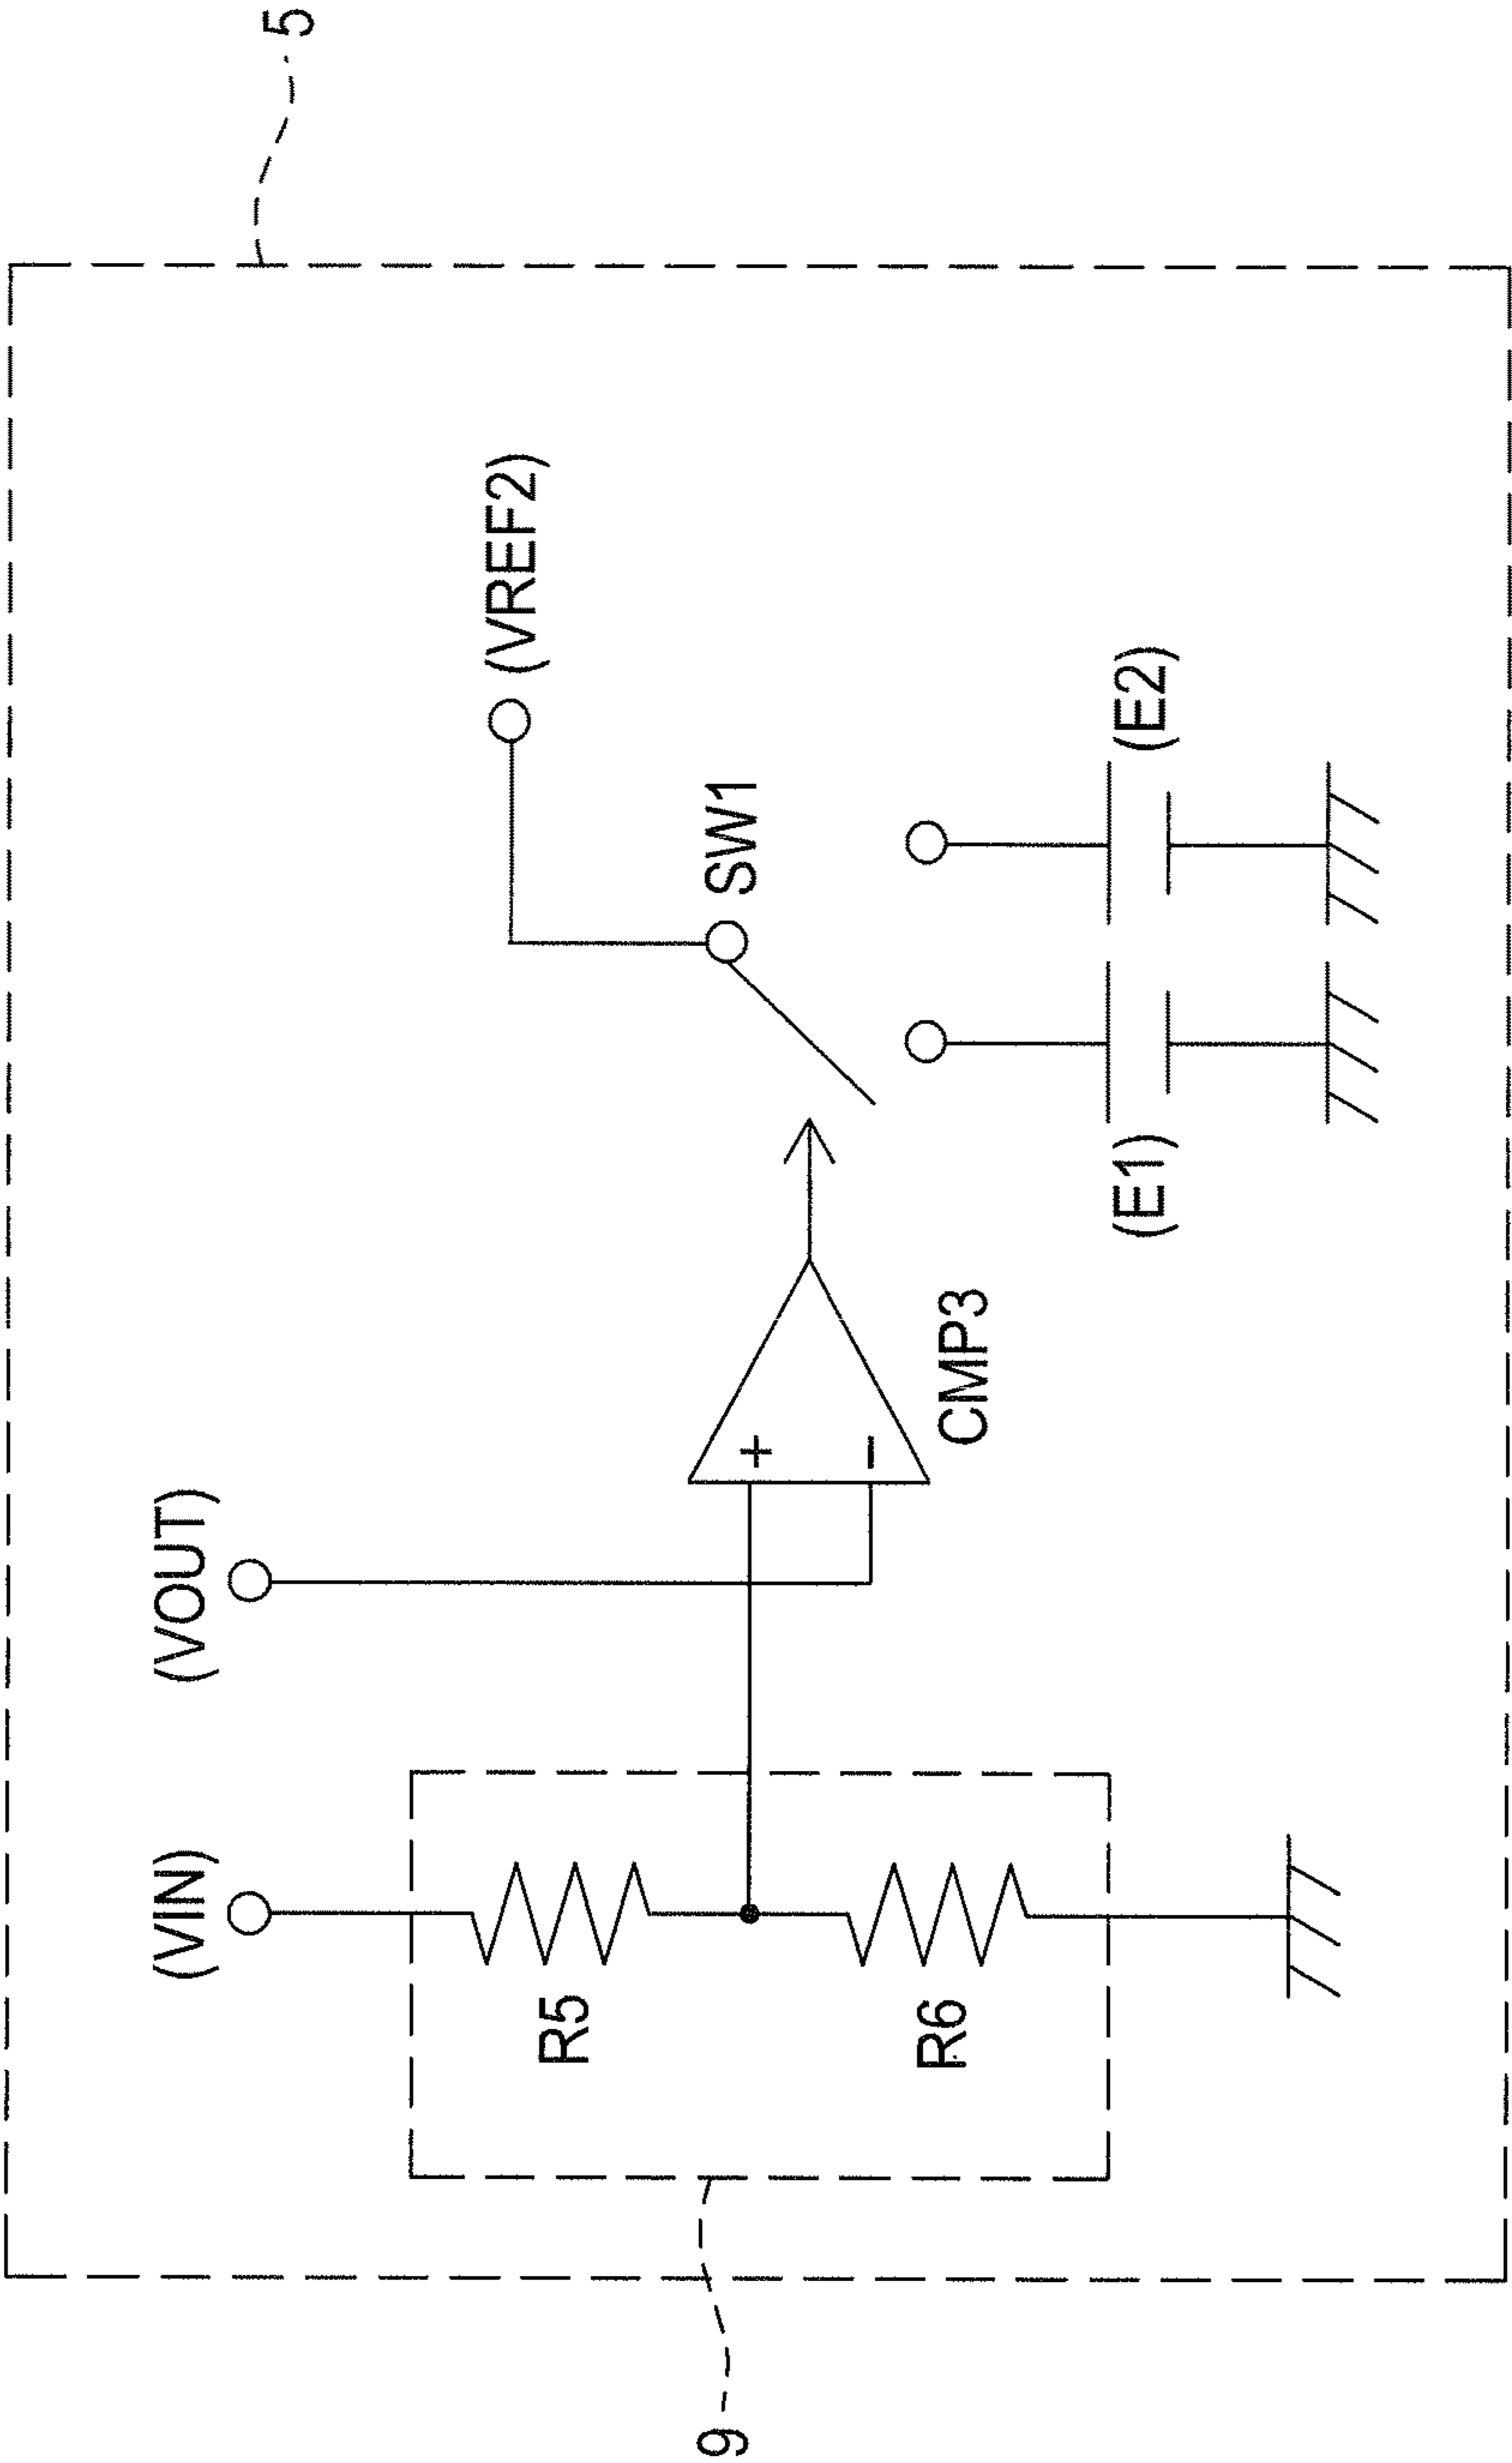 5
(VIN)
(VOUT)
(VREF2)
SW1
R5
+
−
R6
CMP3
(E1)
(E2)
9